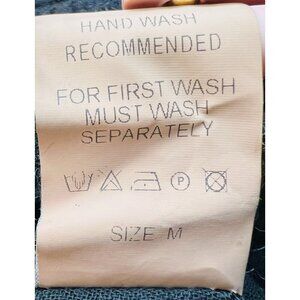 HAND WASH
RECOMMENDED
FOR FIRST WASH
MUST WASH
SEPARATELY
P
SIZE M